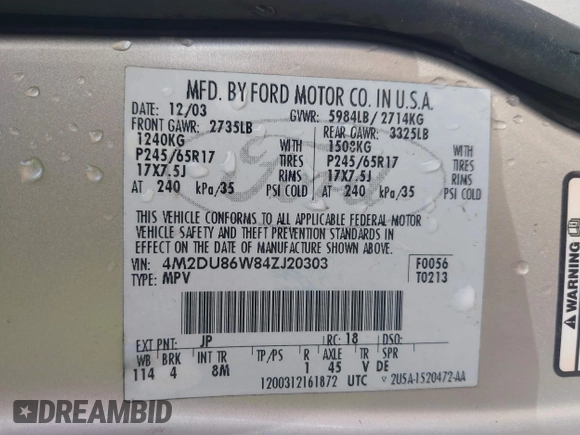 MFD. BY FORD MOTOR CO. IN U.S.A.
DATE: 12/03 GVWR: 5984LB/ 2714KG
FRONT GAWR: 2735LB REAR GAWR: 3325LB
1240KG WITH 1508KG WITH
P245/65R17 TIRES P245/65R17 TIRES
17X7.5J RIMS 17X7.5J RIMS
AT 240 kPa/35 PSI COLD AT 240 kPa/35 PSI COLD
THIS VEHICLE CONFORMS TO ALL APPLICABLE FEDERAL MOTOR
VEHICLE SAFETY AND THEFT PREVENTION STANDARDS IN
EFFECT ON THE DATE OF MANUFACTURE SHOWN ABOVE.
VIN: 4M2DU86W84ZJ20303 F0056
TYPE: MPV T0213
EXT PNT: JP RC: 18 DSO:
WB BRK INT TR TP/PS R AXLE TR SPR
114 4 8M 1 45 V DE
1200312161872 UTC 2U5A-1520472-AA
Ford
WARNING
DREAMBID